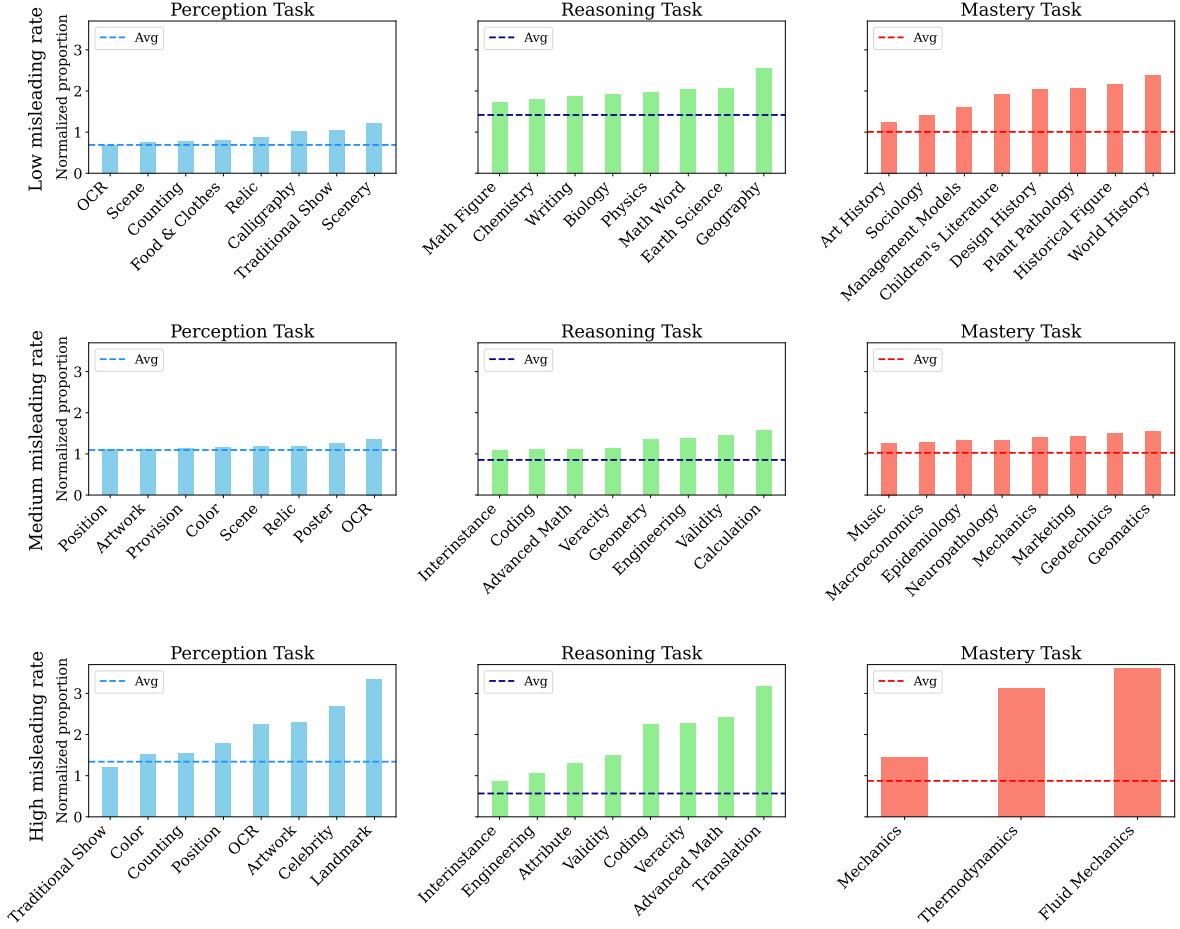 Low misleading rate
Normalized proportion
Perception Task
Avg
3
2
1
0
OCR
Scene
Counting
Food & Clothes
Relic
Calligraphy
Traditional Show
Scenery
Reasoning Task
Avg
Math Figure
Chemistry
Writing
Biology
Physics
Math Word
Earth Science
Geography
Mastery Task
Avg
Art History
Sociology
Management Models
Children's Literature
Design History
Plant Pathology
Historical Figure
World History
Medium misleading rate
Normalized proportion
Perception Task
Avg
3
2
1
0
Position
Artwork
Provision
Color
Scene
Relic
Poster
OCR
Reasoning Task
Avg
Interinstance
Coding
Advanced Math
Veracity
Geometry
Engineering
Validity
Calculation
Mastery Task
Avg
Music
Macroeconomics
Epidemiology
Neuropathology
Mechanics
Marketing
Geotechnics
Geomatics
High misleading rate
Normalized proportion
Perception Task
Avg
3
2
1
0
Traditional Show
Color
Counting
Position
OCR
Artwork
Celebrity
Landmark
Reasoning Task
Avg
Interinstance
Engineering
Attribute
Validity
Coding
Veracity
Advanced Math
Translation
Mastery Task
Avg
Mechanics
Thermodynamics
Fluid Mechanics